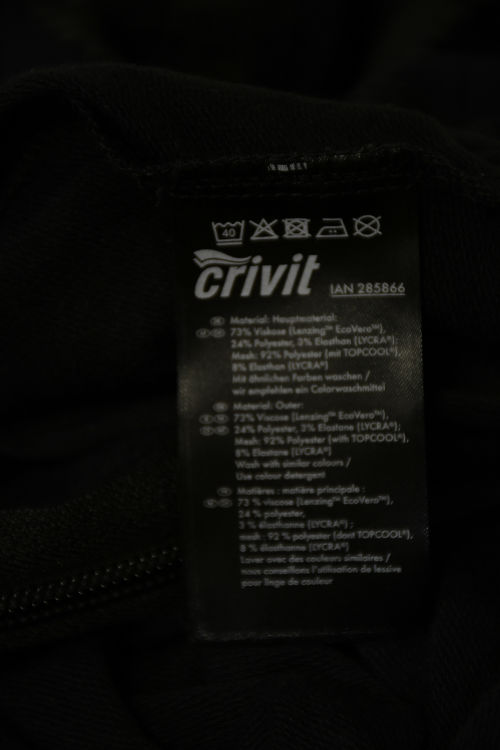 40
crivit
IAN 285866
Material: Hauptmaterial:
73% Viskose (Lenzing™ EcoVero™),
24% Polyester, 3% Elasthan (LYCRA®);
Mesh: 92% Polyester (mit TOPCOOL®),
8% Elasthan (LYCRA®)
Mit ähnlichen Farben waschen /
wir empfehlen ein Colorwaschmittel
Material: Outer:
73% Viscose (Lenzing™ EcoVero™),
24% Polyester, 3% Elastane (LYCRA®);
Mesh: 92% Polyester (with TOPCOOL®),
8% Elastane (LYCRA®)
Wash with similar colours /
Use colour detergent
Matières : matière principale :
73 % viscose (Lenzing™ EcoVero™),
24 % polyester,
3 % élasthanne (LYCRA®) ;
mesh : 92 % polyester (dont TOPCOOL®),
8 % élasthanne (LYCRA®)
Laver avec des couleurs similaires /
nous conseillons l'utilisation de lessive
pour linge de couleur